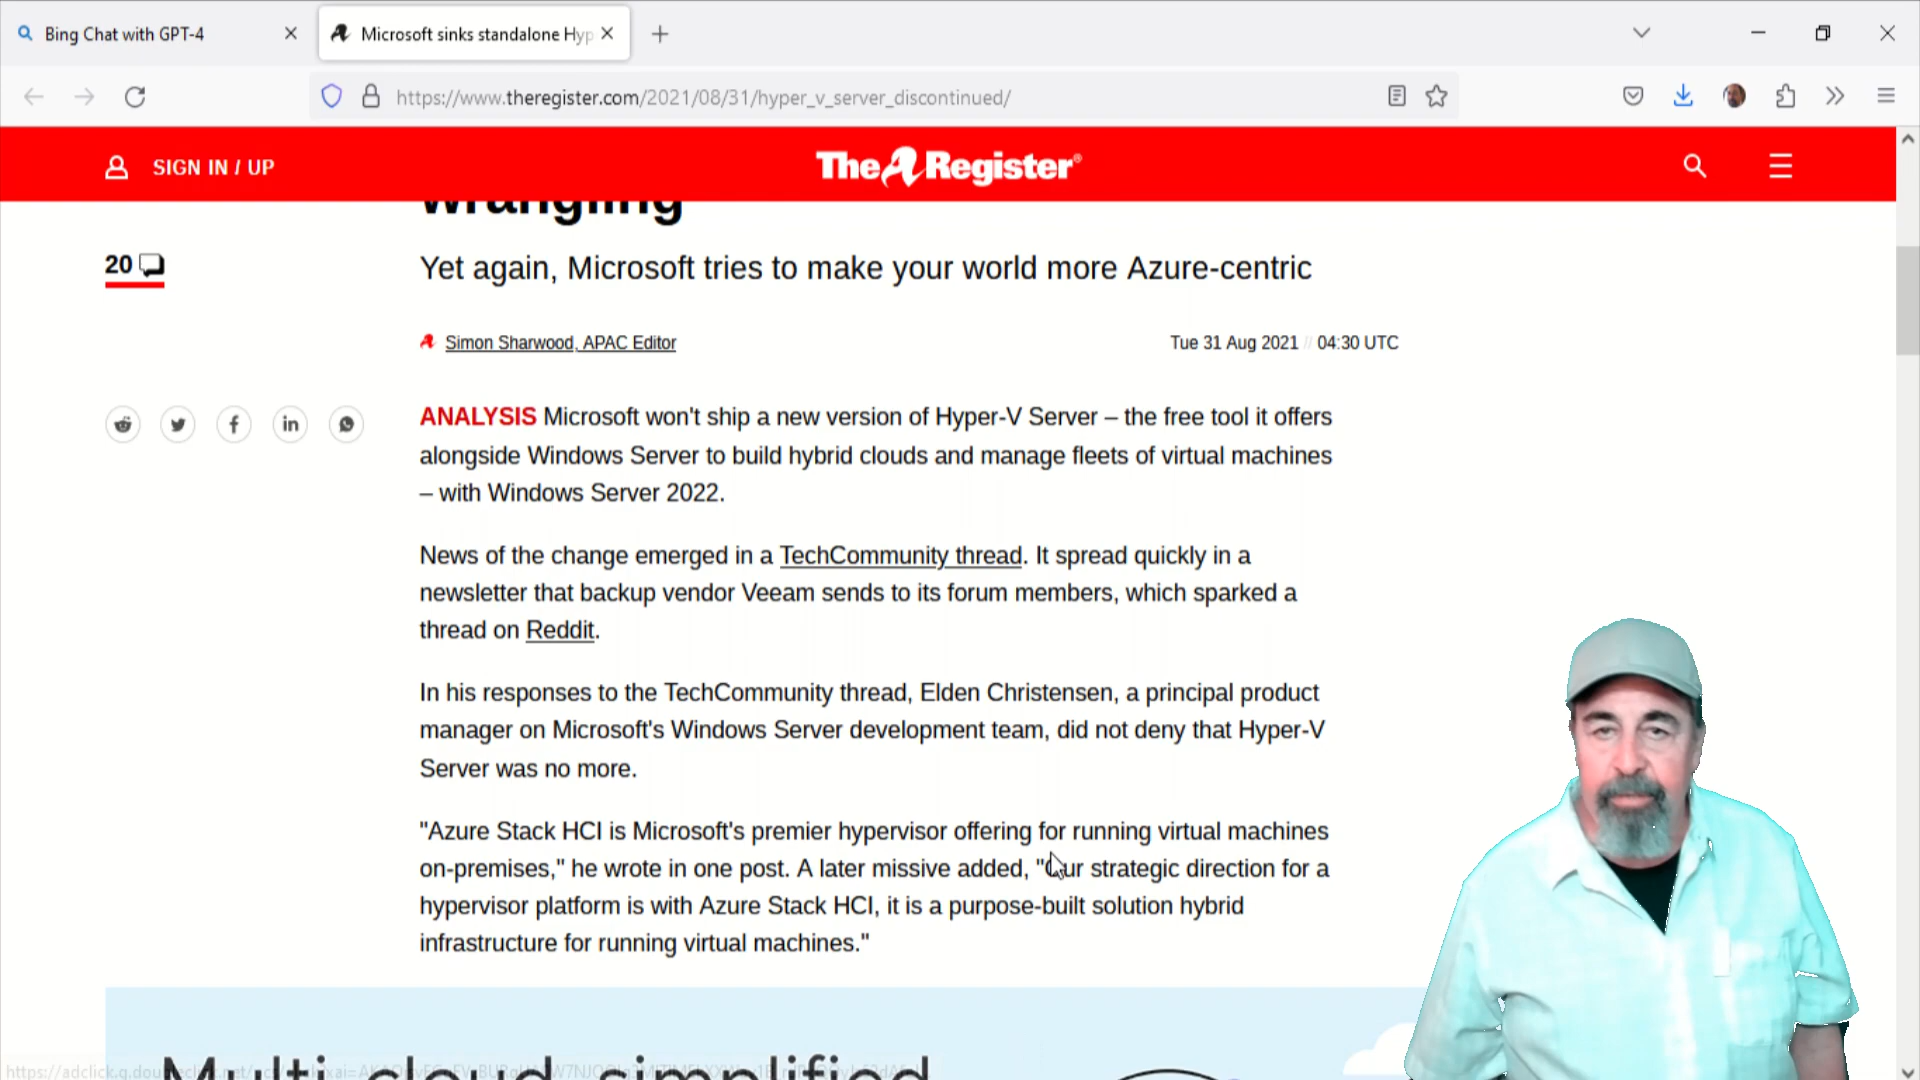 Bing Chat with GPT-4
Microsoft sinks standalone Hyp
https://www.theregister.com/2021/08/31/hyper_v_server_discontinued/
SIGN IN / UP
The Register®
wrangling
20
Yet again, Microsoft tries to make your world more Azure-centric
Simon Sharwood, APAC Editor
Tue 31 Aug 2021 // 04:30 UTC
ANALYSIS Microsoft won't ship a new version of Hyper-V Server – the free tool it offers
alongside Windows Server to build hybrid clouds and manage fleets of virtual machines
– with Windows Server 2022.
News of the change emerged in a TechCommunity thread. It spread quickly in a
newsletter that backup vendor Veeam sends to its forum members, which sparked a
thread on Reddit.
In his responses to the TechCommunity thread, Elden Christensen, a principal product
manager on Microsoft's Windows Server development team, did not deny that Hyper-V
Server was no more.
"Azure Stack HCI is Microsoft's premier hypervisor offering for running virtual machines
on-premises," he wrote in one post. A later missive added, "Our strategic direction for a
hypervisor platform is with Azure Stack HCI, it is a purpose-built solution hybrid
infrastructure for running virtual machines."
Multi-cloud simplified